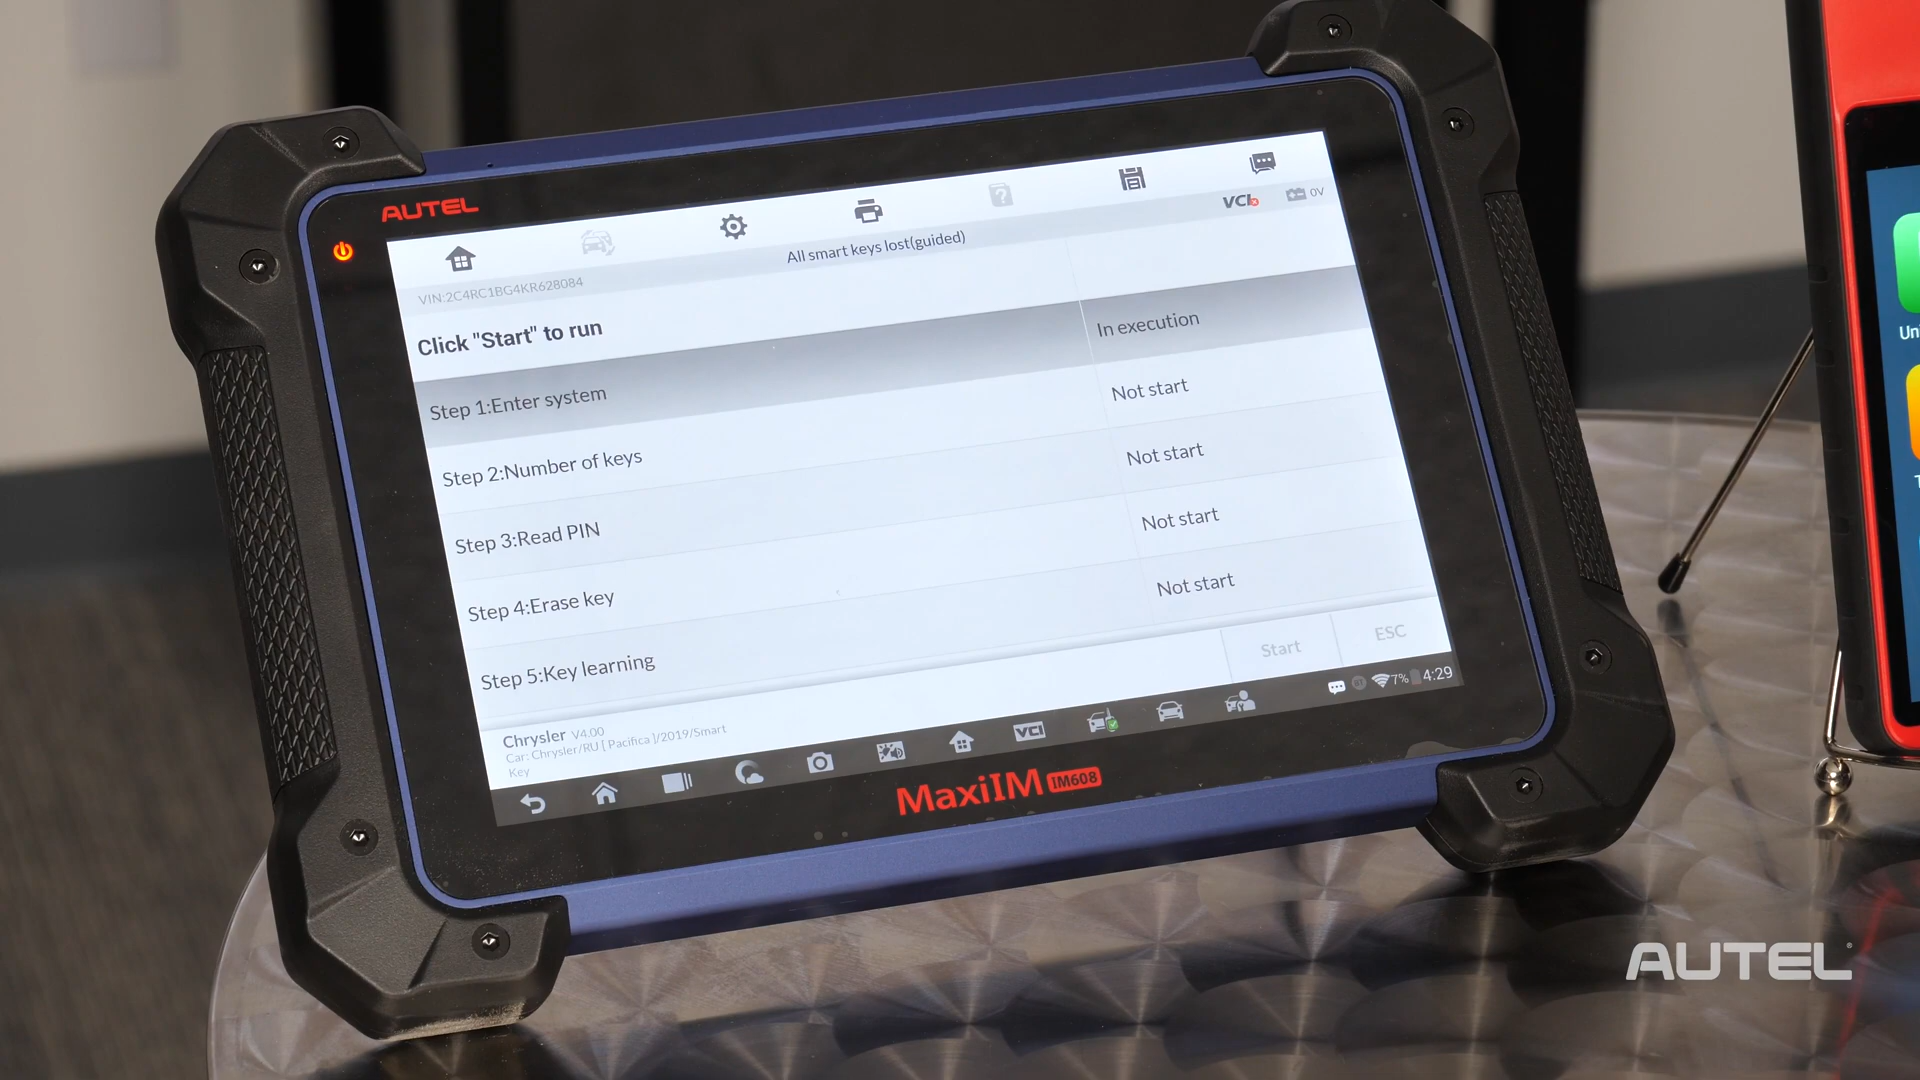 AUTEL
VCI
0V
All smart keys lost(guided)
VIN:2C4RC1BG4KR628084
Click "Start" to run
Step 1:Enter system
In execution
Step 2:Number of keys
Not start
Step 3:Read PIN
Not start
Step 4:Erase key
Not start
Step 5:Key learning
Not start
Start
ESC
Chrysler V4.00
Car: Chrysler/RU [ Pacifica ]/2019/Smart
Key
VCI
7%
4:29
MaxiIM IM608
AUTEL